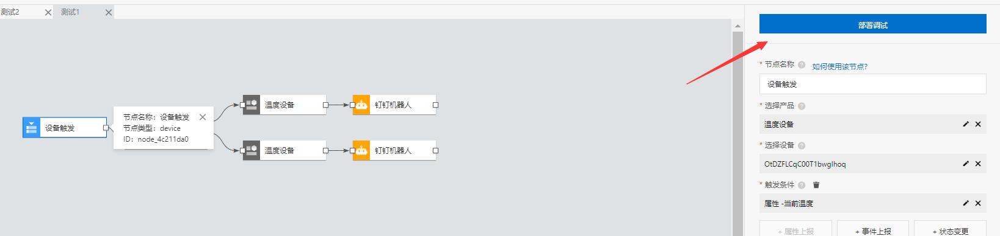 测试2
测试1
部署调试
* 节点名称 如何使用该节点?
设备触发
* 选择产品
温度设备
* 选择设备
OtDZFLCqC00T1bwgIhoq
* 触发条件
属性 -当前温度
+ 属性上报
+ 事件上报
+ 状态变更
设备触发
节点名称：设备触发
节点类型：device
ID：node_4c211da0
温度设备
钉钉机器人
温度设备
钉钉机器人